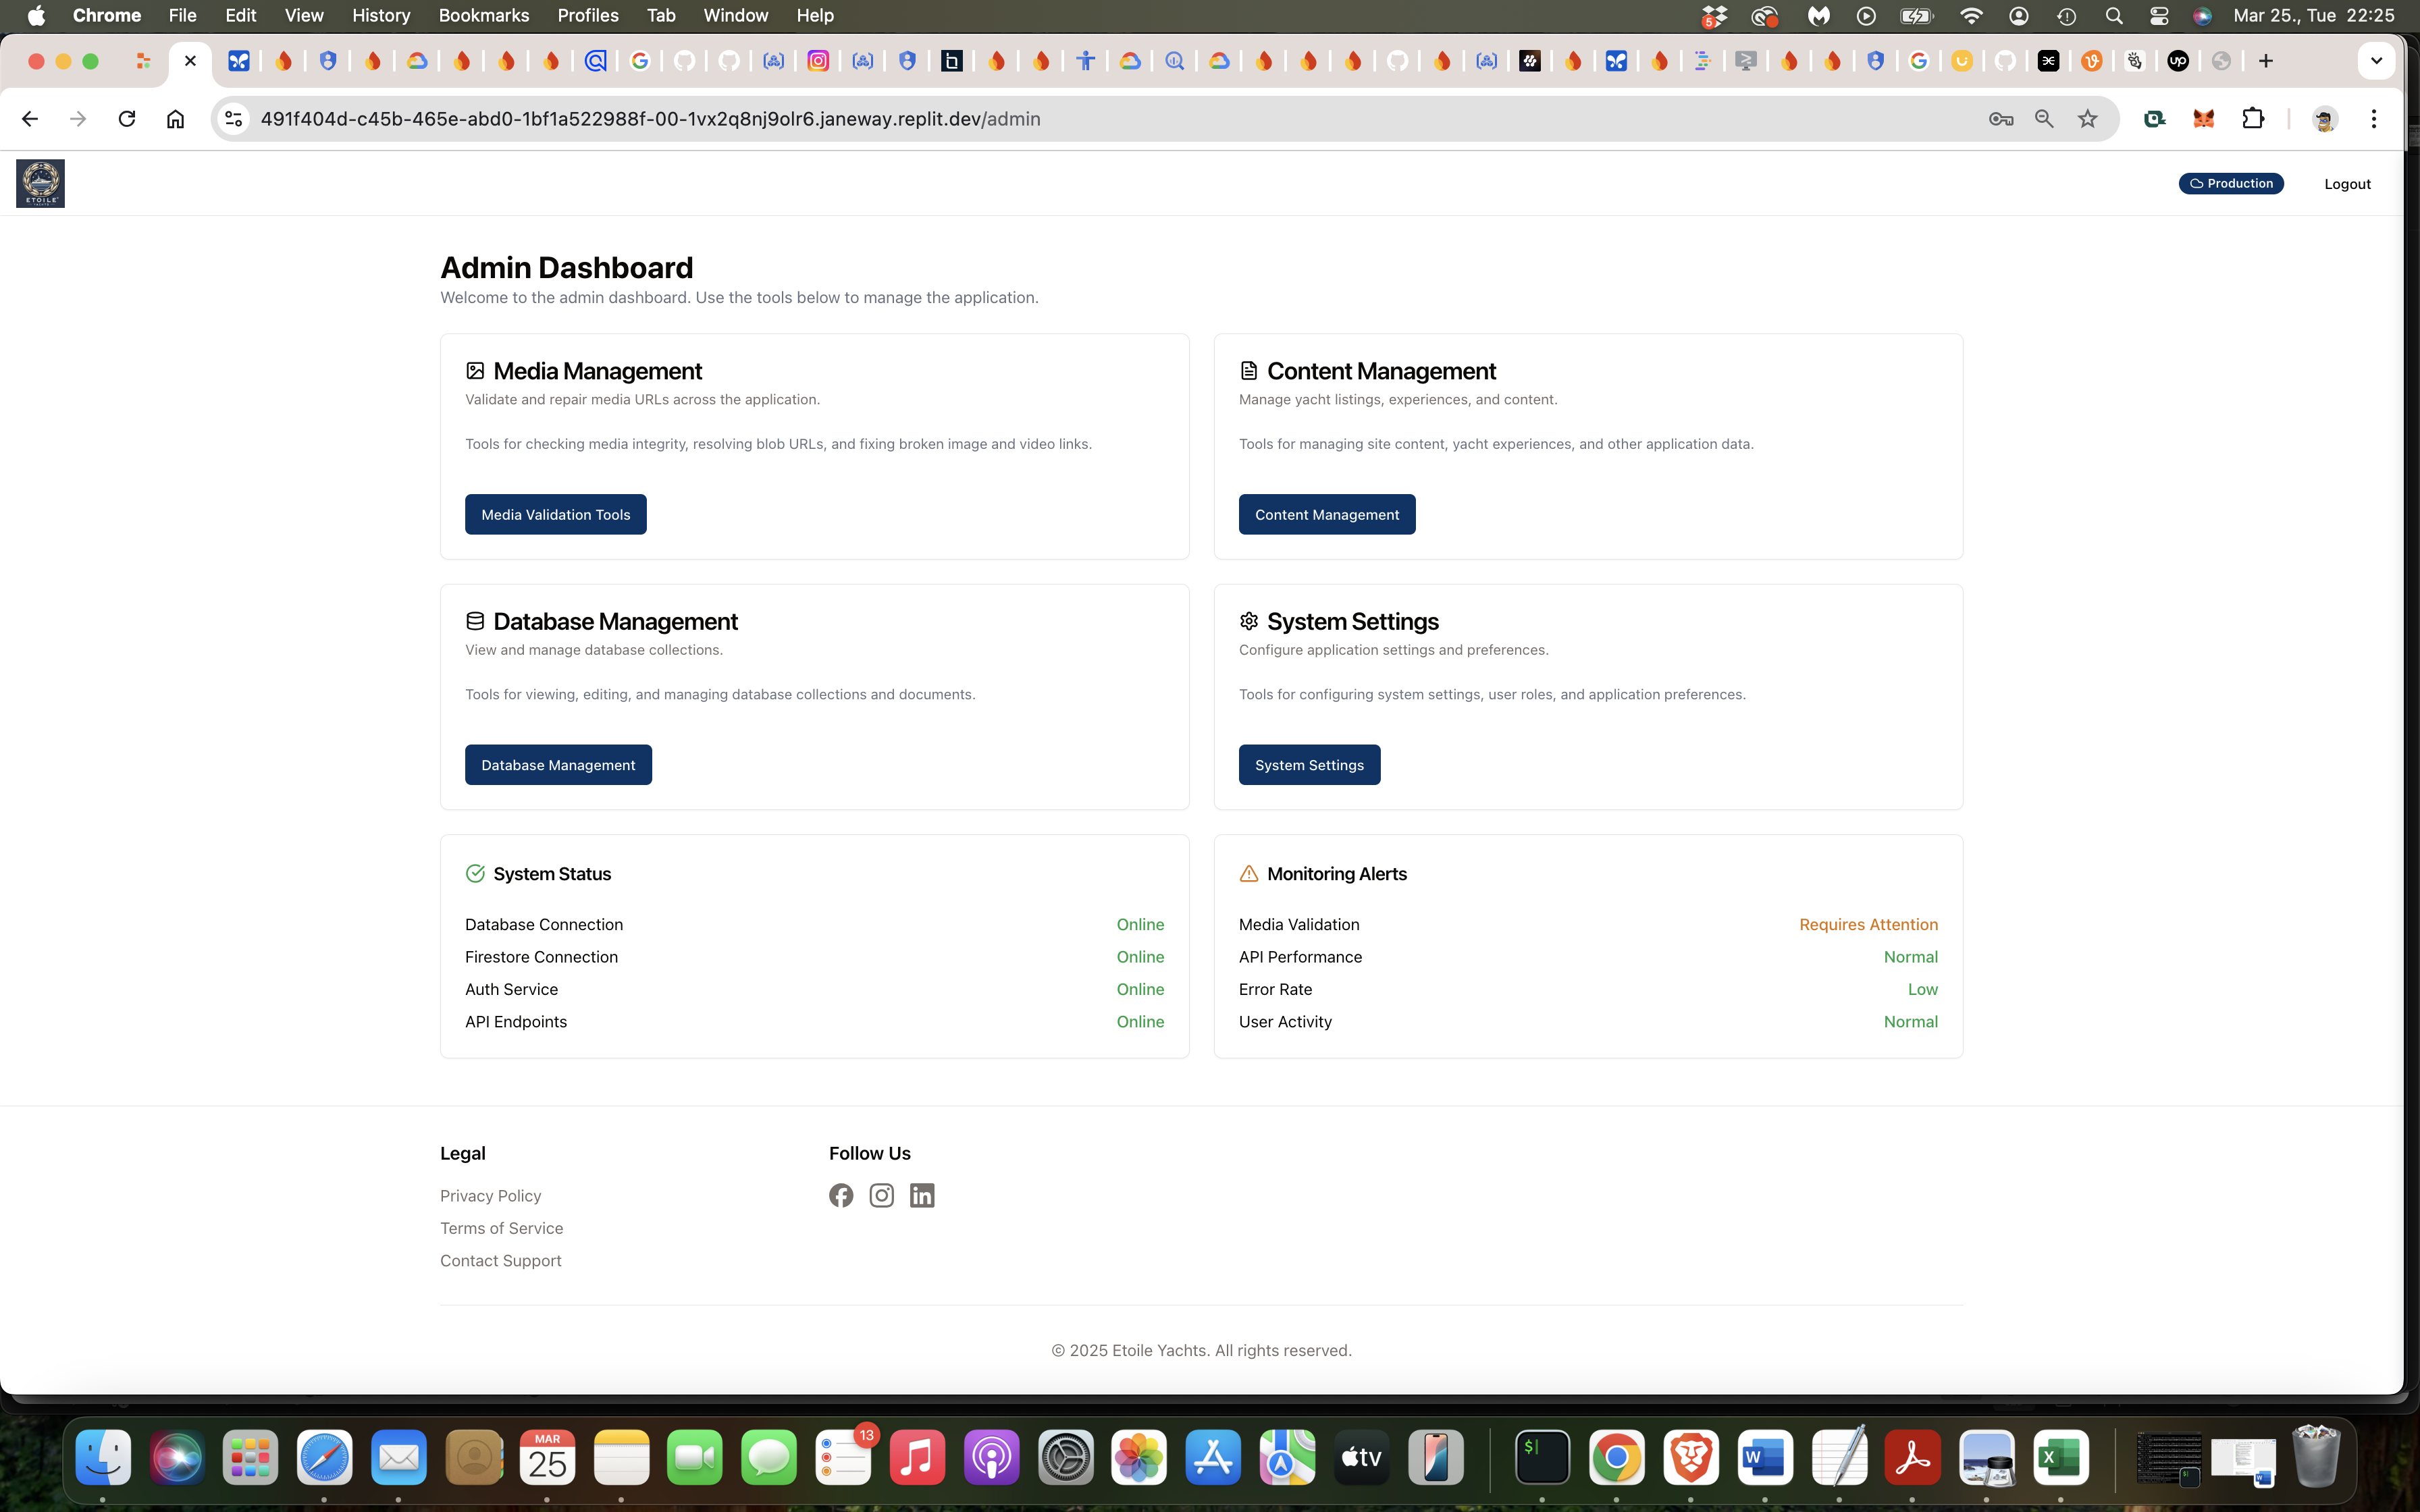 Chrome File Edit View History Bookmarks Profiles Tab Window Help
5
Mar 25., Tue 22:25
491f404d-c45b-465e-abd0-1bf1a522988f-00-1vx2q8nj9olr6.janeway.replit.dev/admin
ETOILE
Production
Logout
Admin Dashboard
Welcome to the admin dashboard. Use the tools below to manage the application.
Media Management
Validate and repair media URLs across the application.
Tools for checking media integrity, resolving blob URLs, and fixing broken image and video links.
Media Validation Tools
Content Management
Manage yacht listings, experiences, and content.
Tools for managing site content, yacht experiences, and other application data.
Content Management
Database Management
View and manage database collections.
Tools for viewing, editing, and managing database collections and documents.
Database Management
System Settings
Configure application settings and preferences.
Tools for configuring system settings, user roles, and application preferences.
System Settings
System Status
Database Connection Online
Firestore Connection Online
Auth Service Online
API Endpoints Online
Monitoring Alerts
Media Validation Requires Attention
API Performance Normal
Error Rate Low
User Activity Normal
Legal
Privacy Policy
Terms of Service
Contact Support
Follow Us
© 2025 Etoile Yachts. All rights reserved.
MAR
25
13
tv